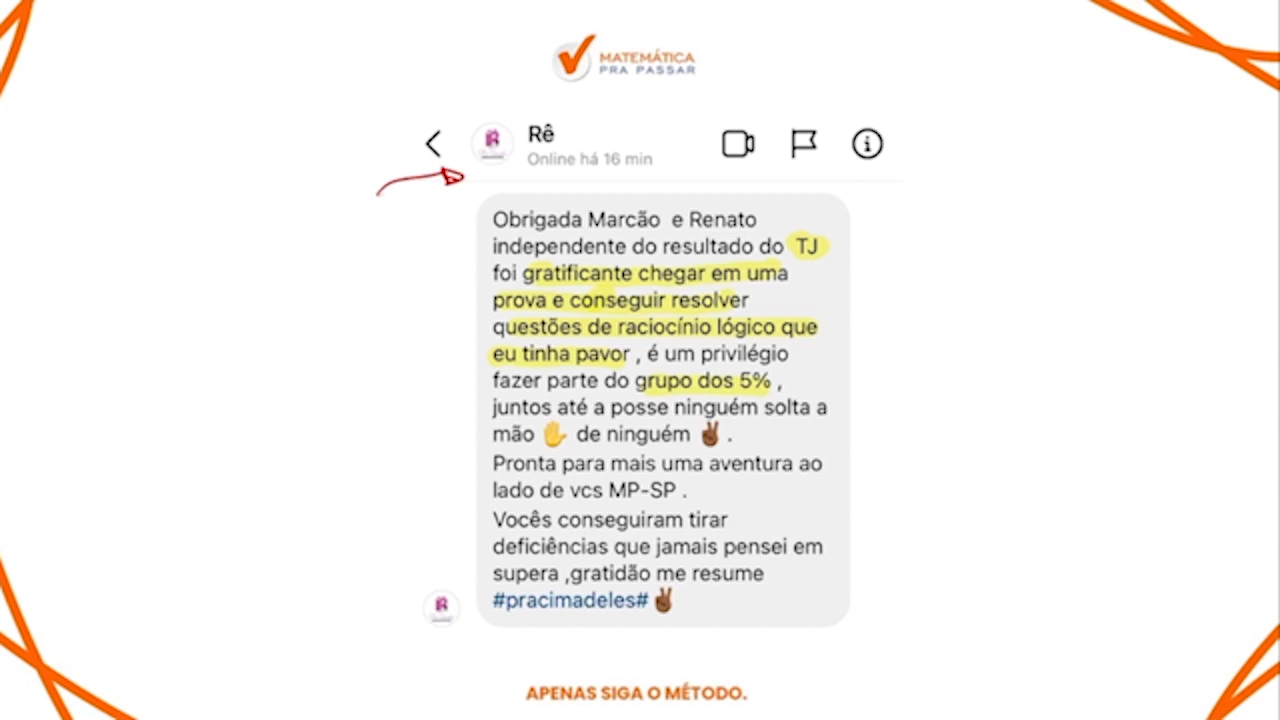 MATEMÁTICA
PRA PASSAR
Rê
Online há 16 min
Obrigada Marcão e Renato
independente do resultado do TJ
foi gratificante chegar em uma
prova e conseguir resolver
questões de raciocínio lógico que
eu tinha pavor , é um privilégio
fazer parte do grupo dos 5% ,
juntos até a posse ninguém solta a
mão ✋ de ninguém ✌🏾 .
Pronta para mais uma aventura ao
lado de vcs MP-SP .
Vocês conseguiram tirar
deficiências que jamais pensei em
supera ,gratidão me resume
#pracimadeles# ✌🏾
APENAS SIGA O MÉTODO.